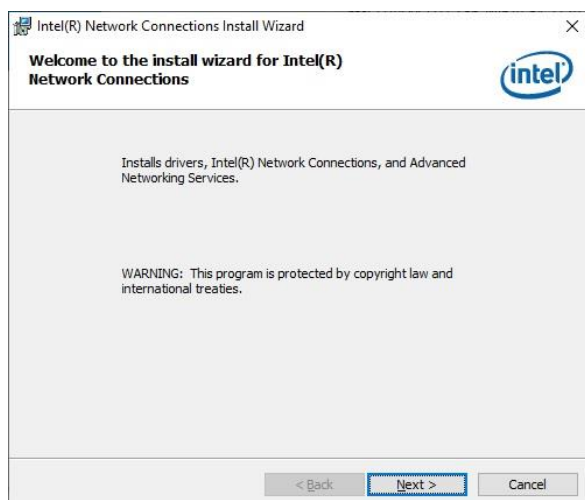 Intel(R) Network Connections Install Wizard
Welcome to the install wizard for Intel(R)
Network Connections
intel
Installs drivers, Intel(R) Network Connections, and Advanced
Networking Services.
WARNING: This program is protected by copyright law and
international treaties.
< Back
Next >
Cancel